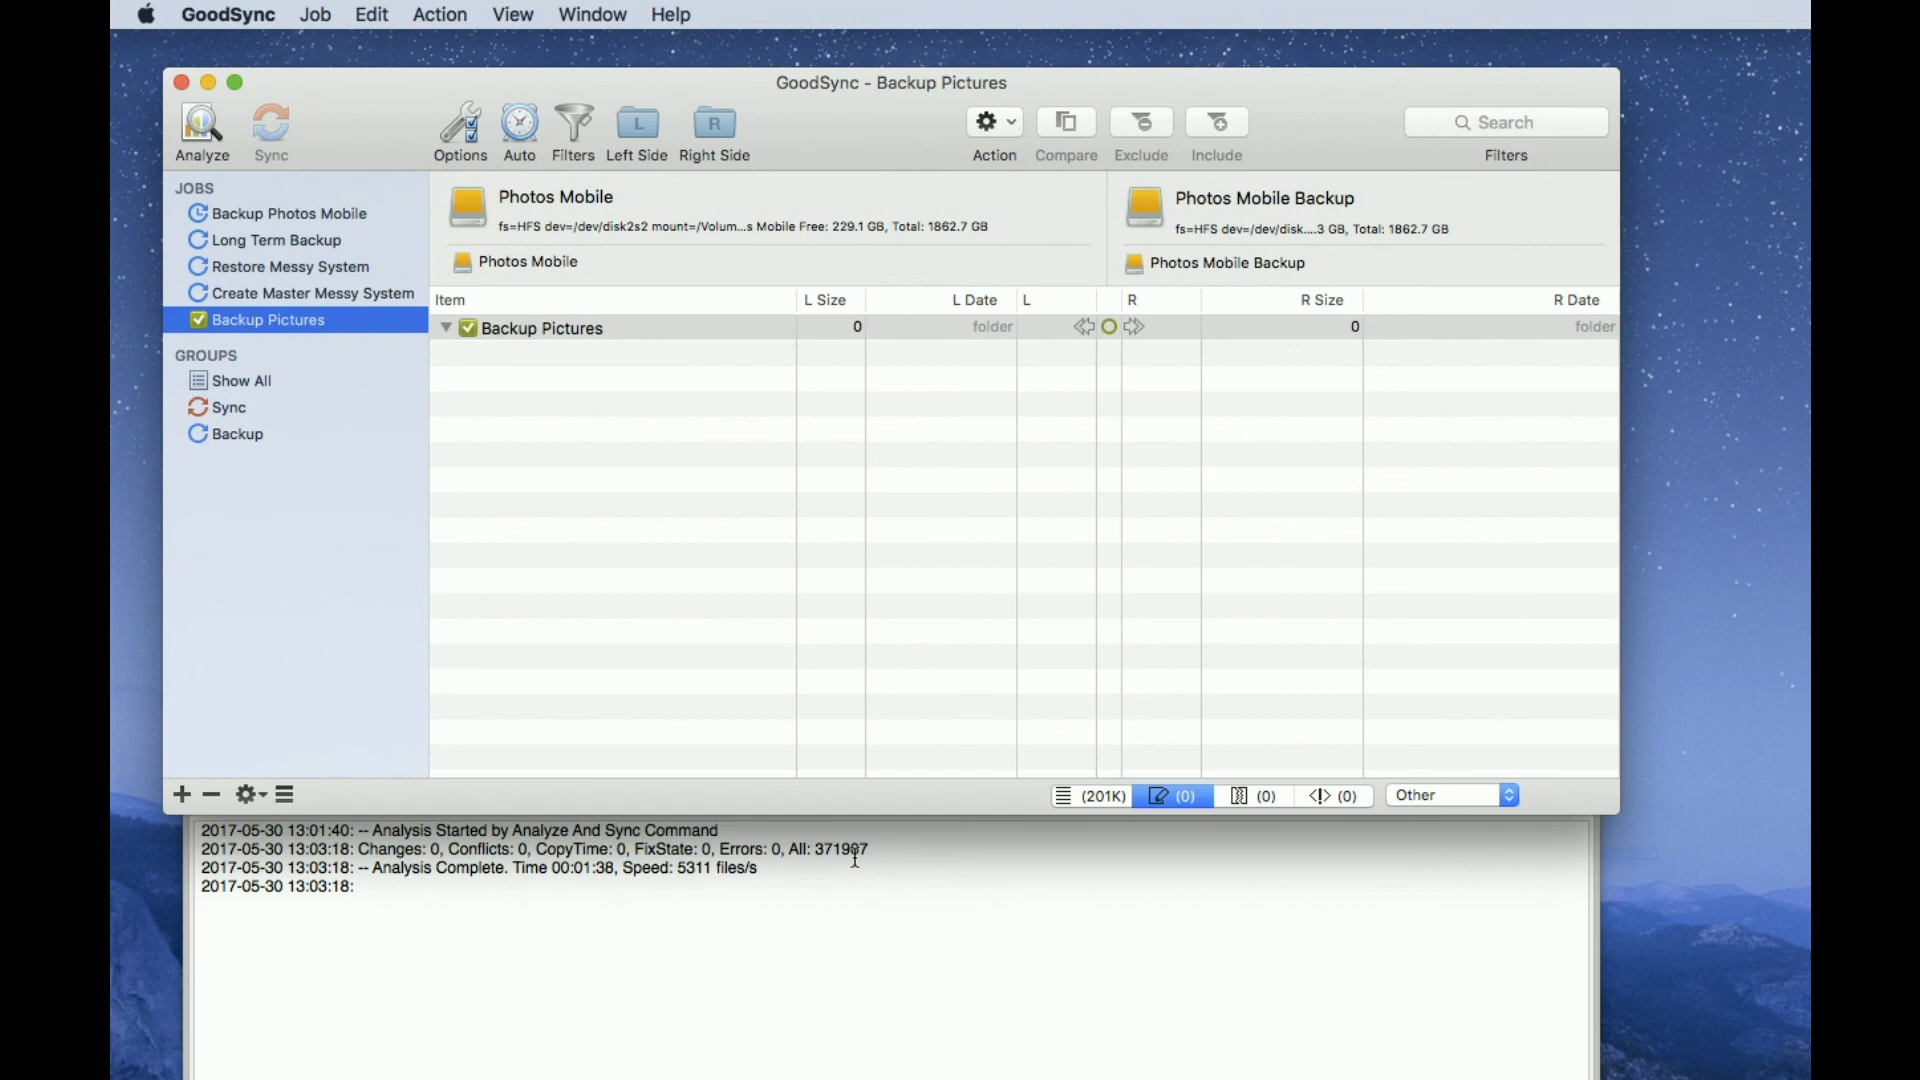 GoodSync Job Edit Action View Window Help
GoodSync - Backup Pictures
Analyze Sync Options Auto Filters L Left Side R Right Side Action Compare Exclude Include Search Filters
JOBS
Backup Photos Mobile
Long Term Backup
Restore Messy System
Create Master Messy System
Backup Pictures
GROUPS
Show All
Sync
Backup
Photos Mobile
fs=HFS dev=/dev/disk2s2 mount=/Volum...s Mobile Free: 229.1 GB, Total: 1862.7 GB
Photos Mobile
Photos Mobile Backup
fs=HFS dev=/dev/disk....3 GB, Total: 1862.7 GB
Photos Mobile Backup
Item L Size L Date L R R Size R Date
Backup Pictures 0 folder 0 folder
(201K) (0) (0) (0) Other
2017-05-30 13:01:40: -- Analysis Started by Analyze And Sync Command
2017-05-30 13:03:18: Changes: 0, Conflicts: 0, CopyTime: 0, FixState: 0, Errors: 0, All:
2017-05-30 13:03:18: -- Analysis Complete. Time 00:01:38, Speed: 5311 files/s
2017-05-30 13:03:18: